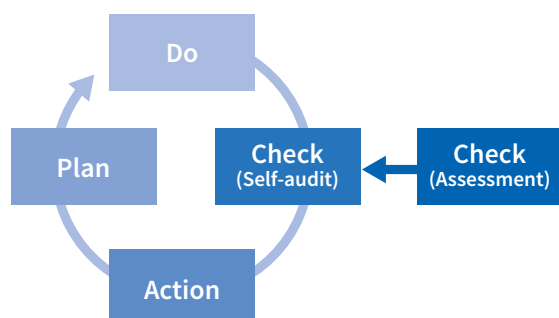 Do
Plan
Check
(Self-audit)
Check
(Assessment)
Action